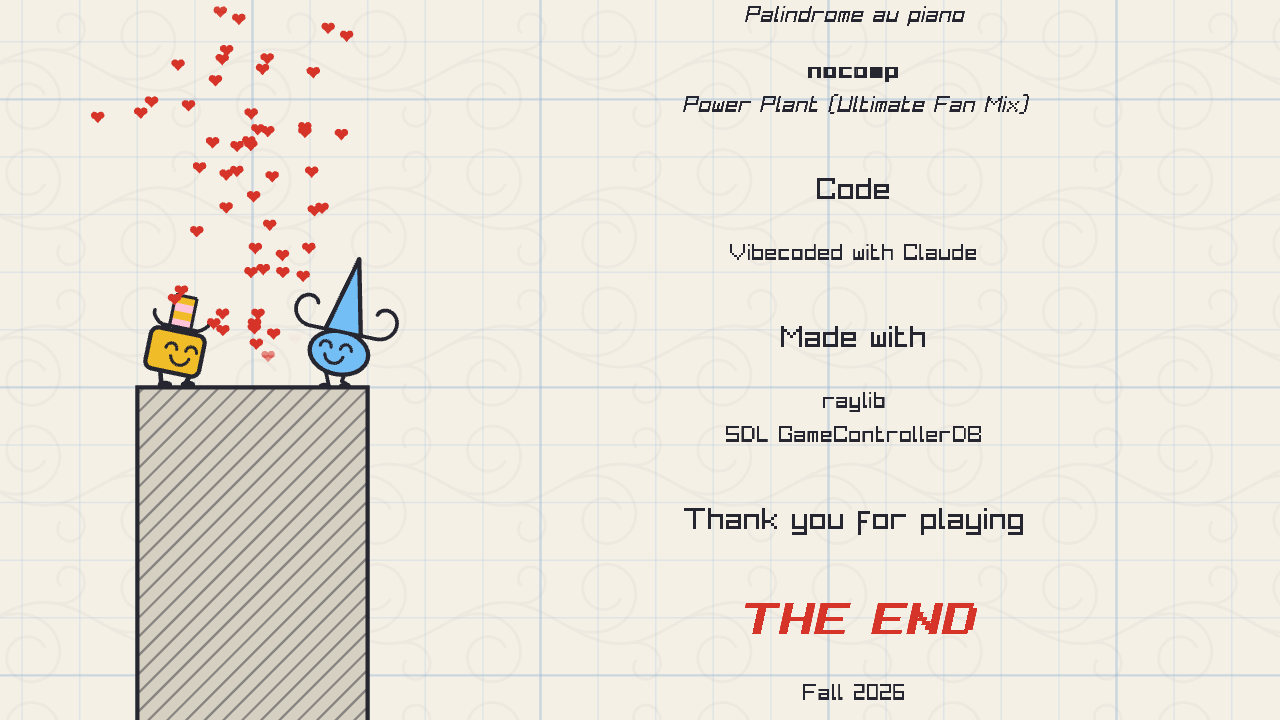 Palindrome au piano
nocomp
Power Plant (Ultimate Fan Mix)
Code
Vibecoded with Claude
Made with
raylib
SDL GameControllerDB
Thank you for playing
THE END
Fall 2026